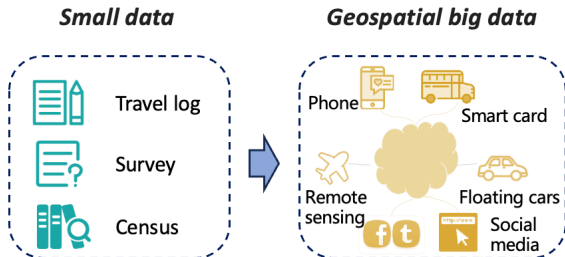 Small data
Geospatial big data
Travel log
Survey
Census
Phone
Smart card
Remote
sensing
Floating cars
f t
Social
media